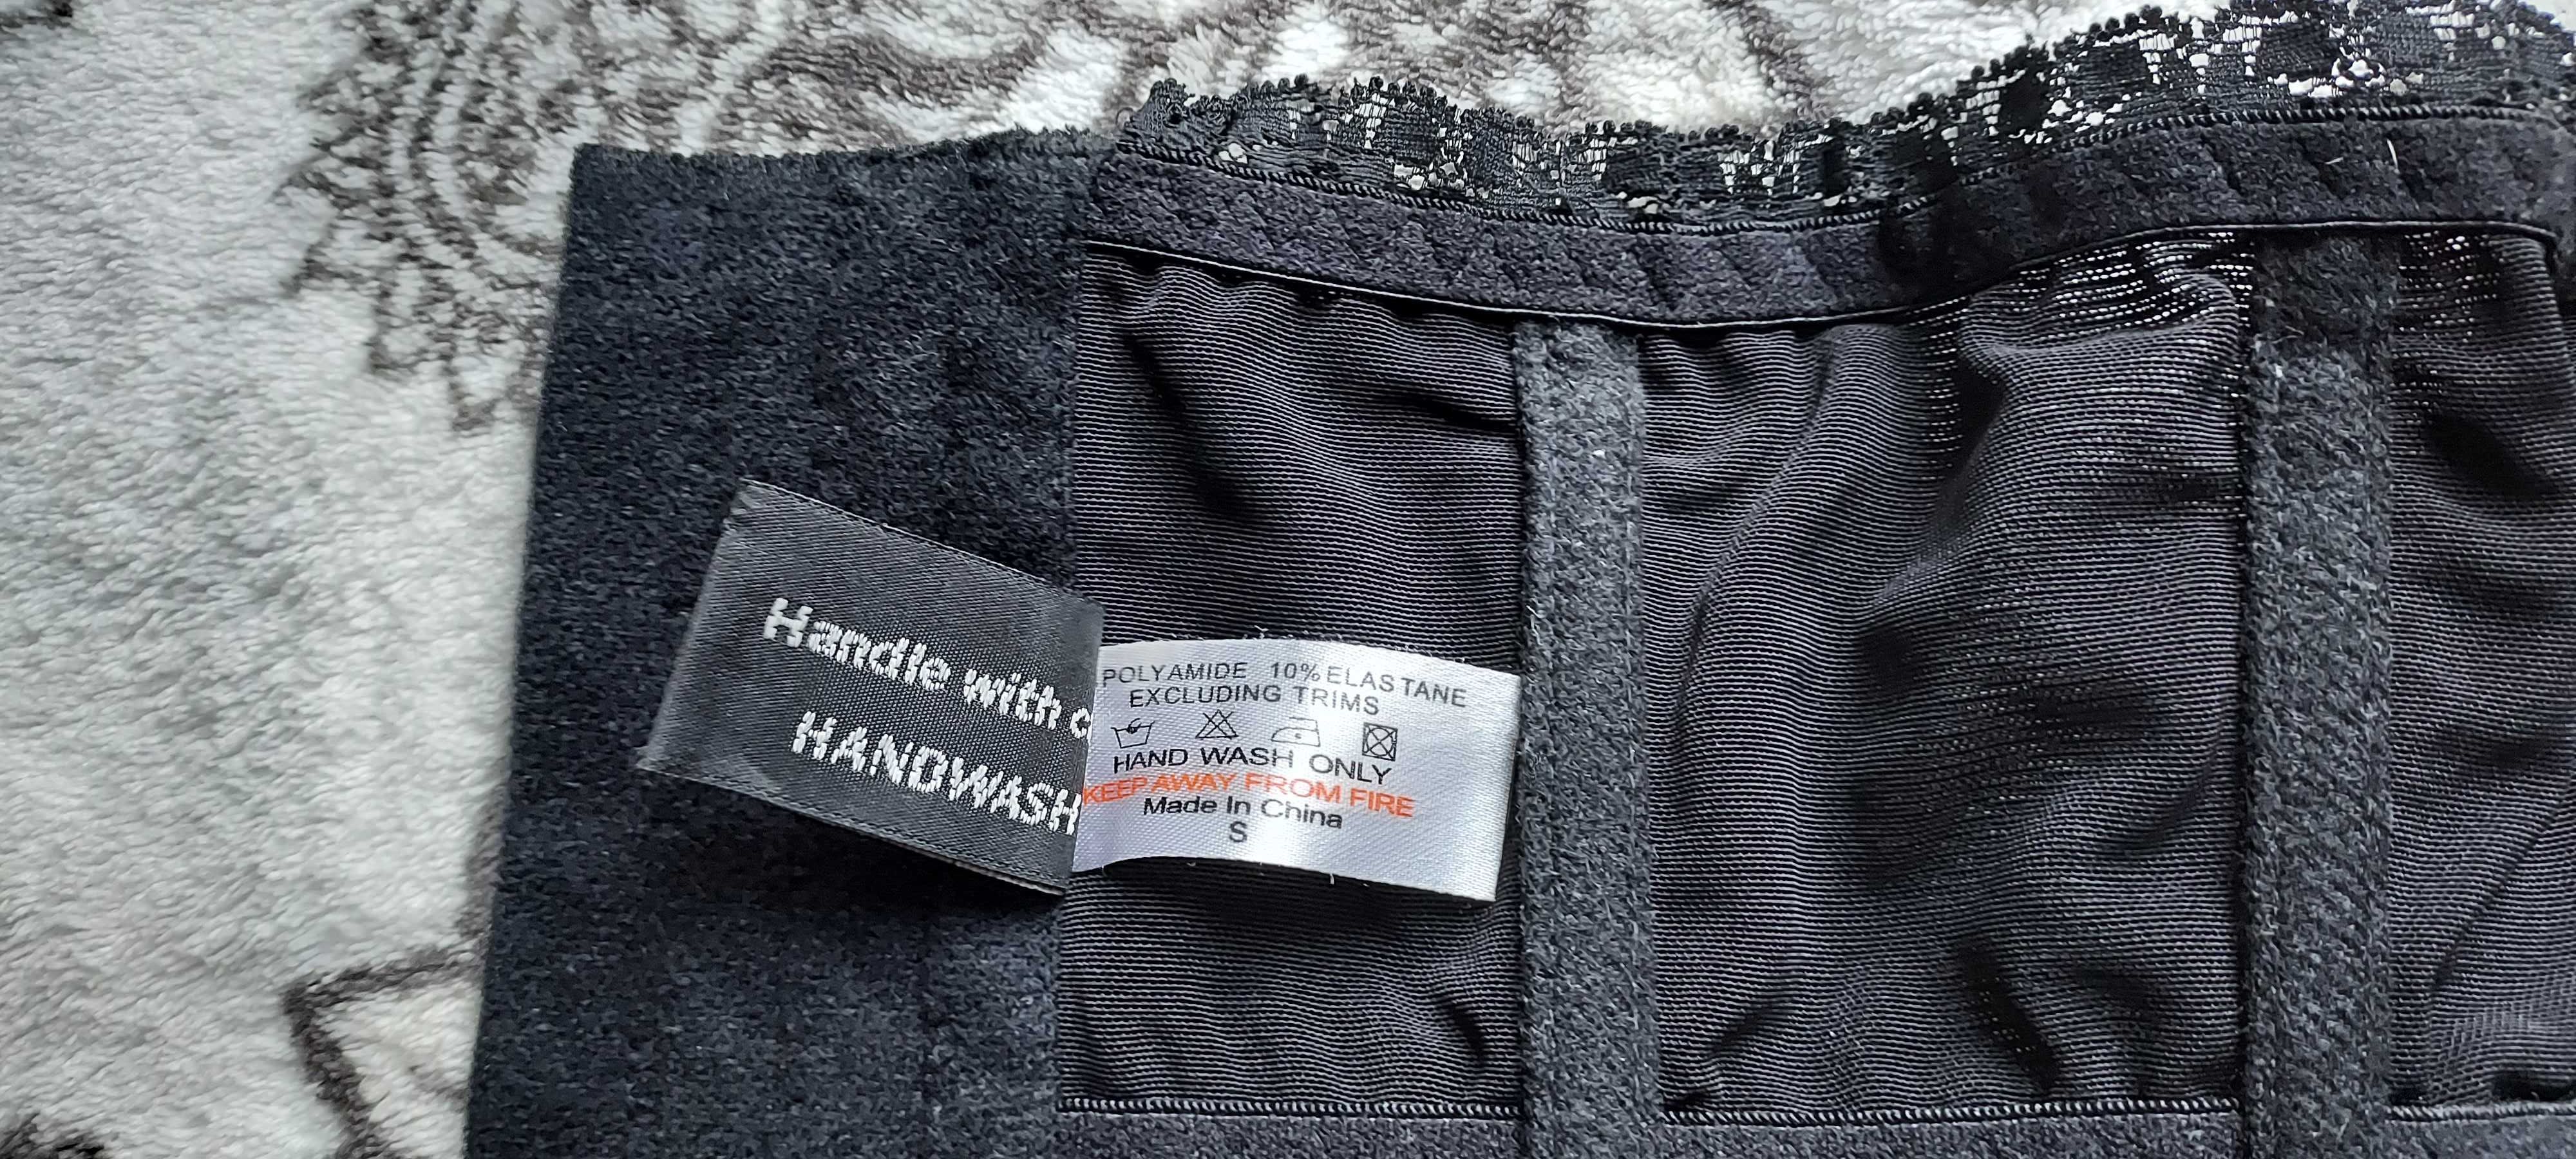 Handle with c
HANDWASH
POLYAMIDE 10% ELASTANE
EXCLUDING TRIMS
HAND WASH ONLY
KEEP AWAY FROM FIRE
Made In China
S